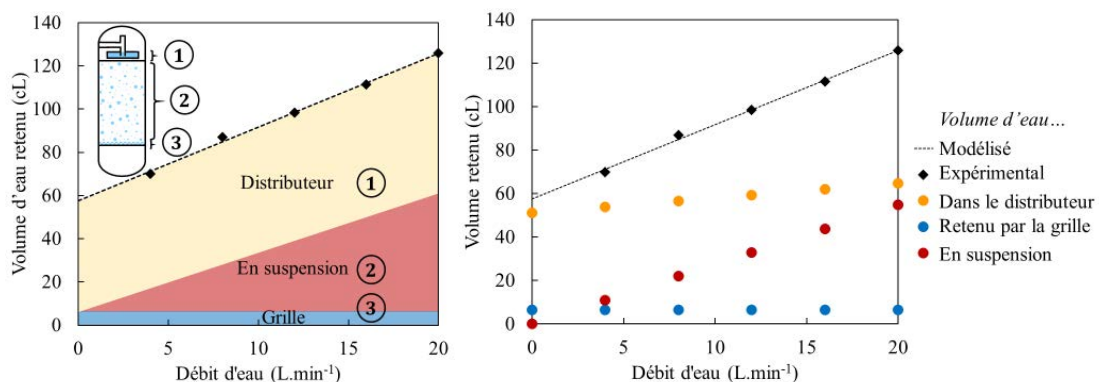 Volume d'eau retenu (cL)
140
120
100
80
60
40
20
0
1
2
3
Distributeur 1
En suspension 2
3
Grille
0 5 10 15 20
Débit d'eau (L.min⁻¹)
Volume retenu (cL)
140
120
100
80
60
40
20
0
0 5 10 15 20
Débit d'eau (L.min⁻¹)
Volume d'eau…
Modélisé
Expérimental
Dans le distributeur
Retenu par la grille
En suspension